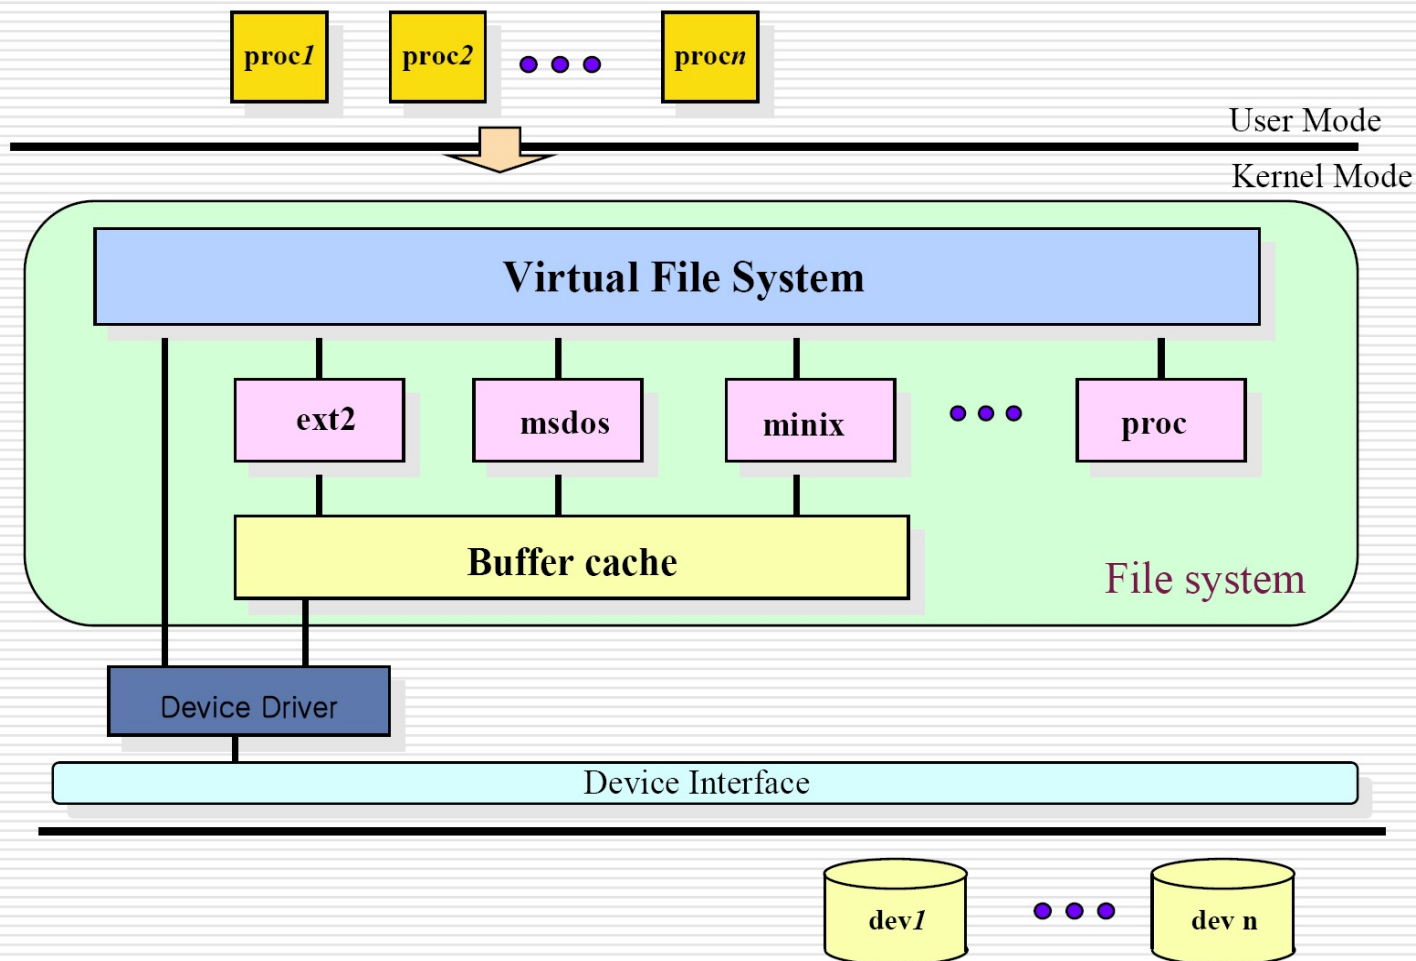 proc1
proc2
procn
User Mode
Kernel Mode
Virtual File System
ext2
msdos
minix
proc
Buffer cache
File system
Device Driver
Device Interface
dev1
dev n